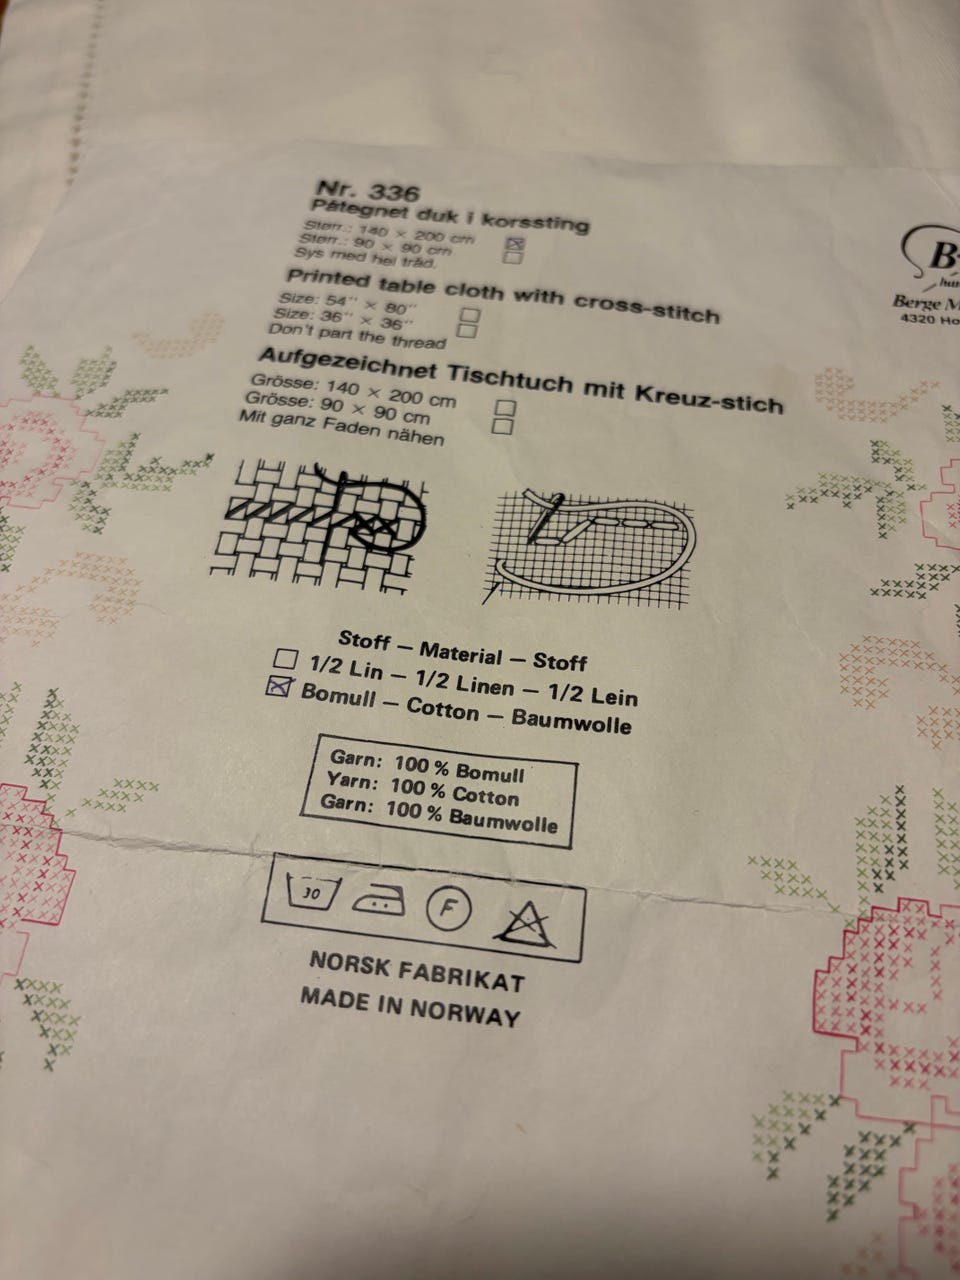 Nr. 336
Påtegnet duk i korssting
Størr.: 140 × 200 cm
Størr.: 90 × 90 cm
Sys med hel tråd.
Printed table cloth with cross-stitch
Size: 54" × 80"
Size: 36" × 36"
Don't part the thread
Aufgezeichnet Tischtuch mit Kreuz-stich
Grösse: 140 × 200 cm
Grösse: 90 × 90 cm
Mit ganz Faden nähen
B
Berge M
4320 Ho
Stoff – Material – Stoff
1/2 Lin – 1/2 Linen – 1/2 Lein
Bomull – Cotton – Baumwolle
Garn: 100 % Bomull
Yarn: 100 % Cotton
Garn: 100 % Baumwolle
30 F
NORSK FABRIKAT
MADE IN NORWAY